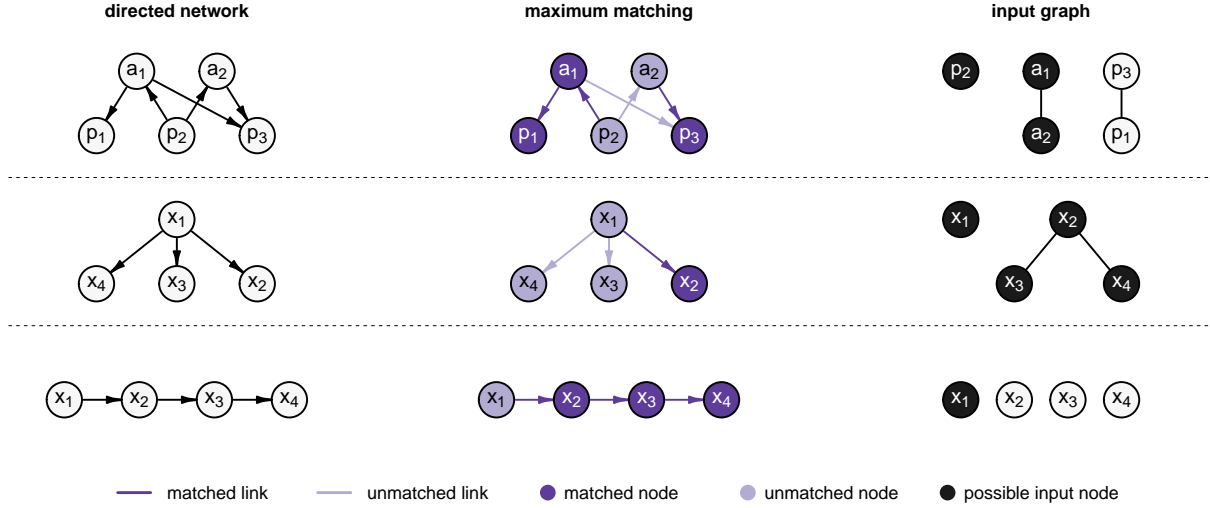 directed network maximum matching input graph
a1 a2 a1 a2 p2 a1 p3
p1 p2 p3 p1 p2 p3 a2 p1
x1 x1 x1 x2
x4 x3 x2 x4 x3 x2 x3 x4
x1 x2 x3 x4 x1 x2 x3 x4 x1 x2 x3 x4
matched link unmatched link matched node unmatched node possible input node